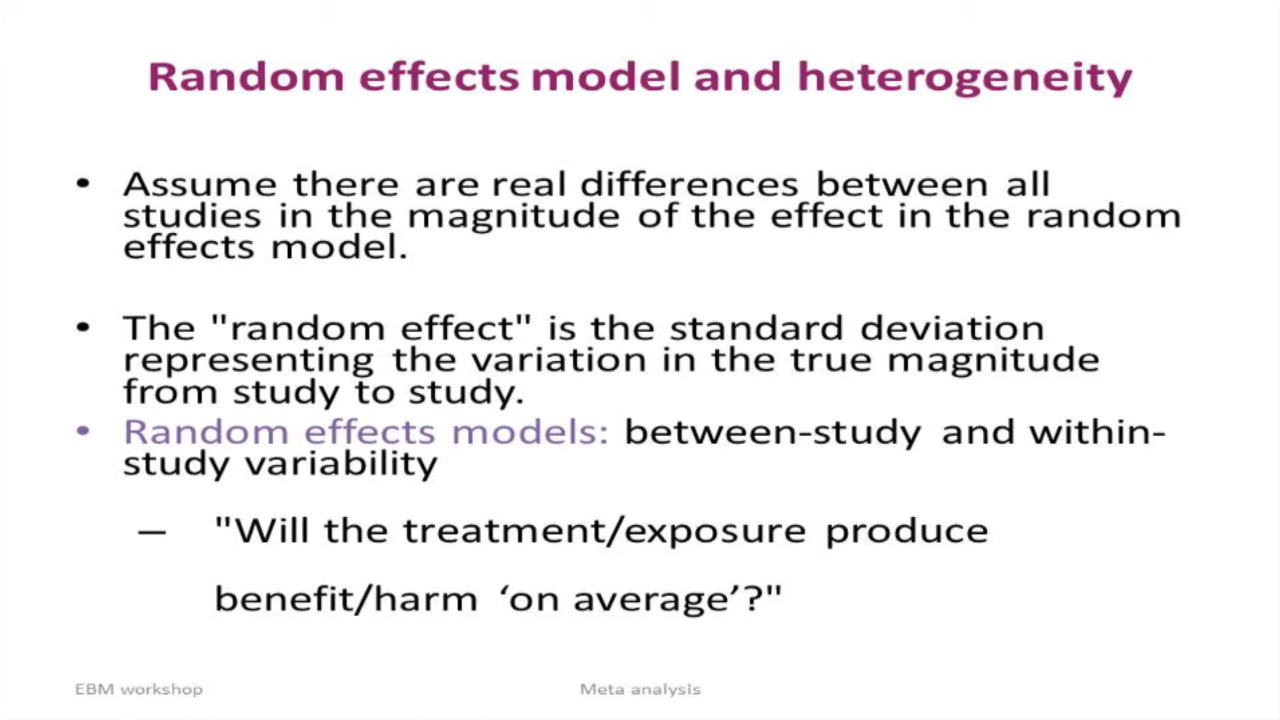 Random effects model and heterogeneity
• Assume there are real differences between all
studies in the magnitude of the effect in the random
effects model.
• The "random effect" is the standard deviation
representing the variation in the true magnitude
from study to study.
• Random effects models: between-study and within-
study variability
– "Will the treatment/exposure produce
benefit/harm ‘on average’?"
EBM workshop
Meta analysis